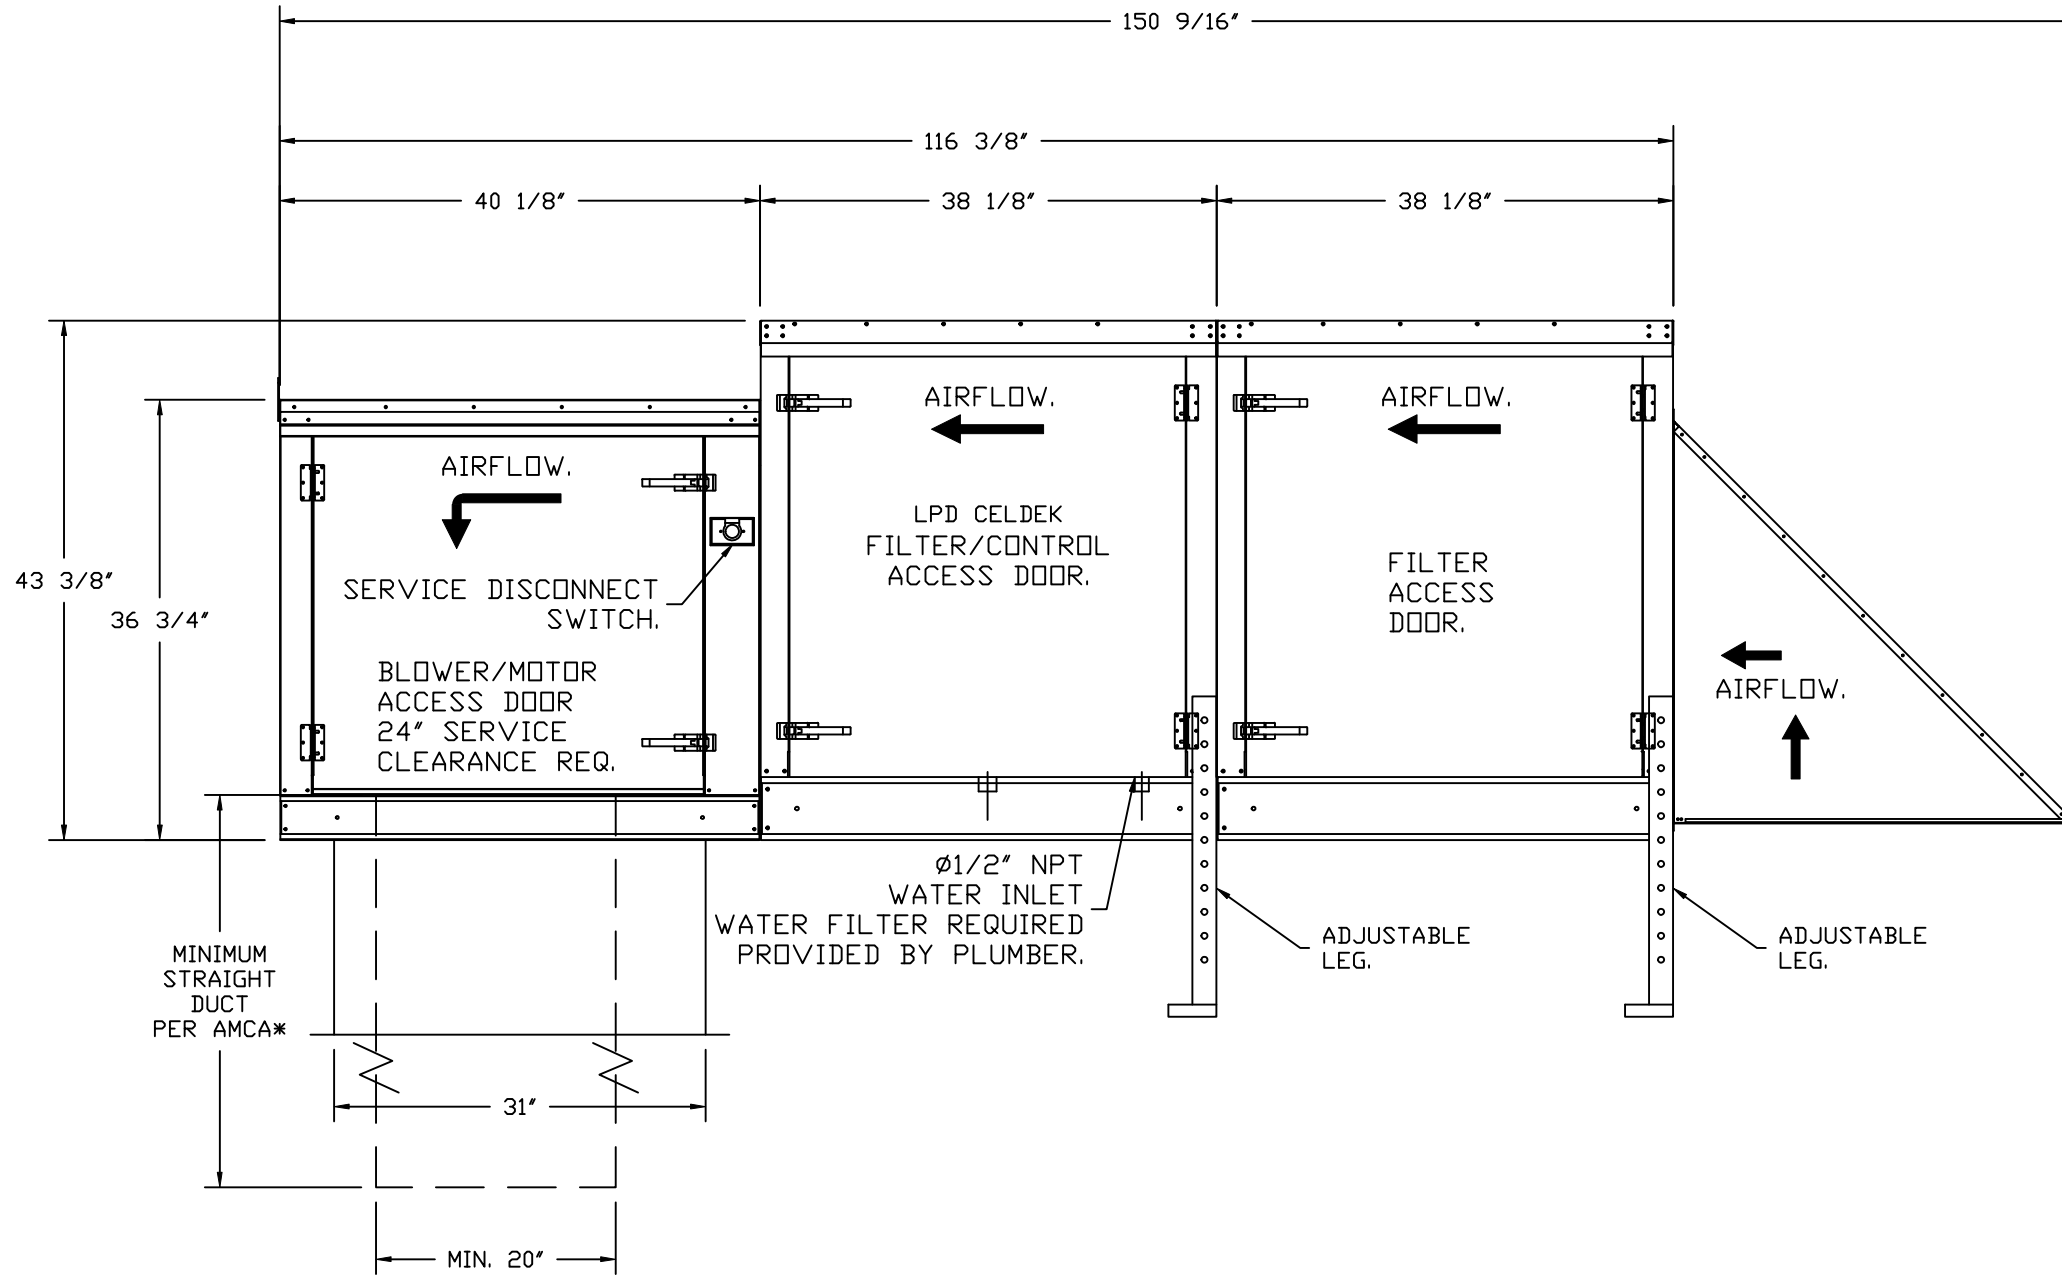 150 9/16"
116 3/8"
40 1/8"
38 1/8"
38 1/8"
AIRFLOW.
AIRFLOW.
AIRFLOW.
LPD CELDEK
FILTER/CONTROL
ACCESS DOOR.
FILTER
ACCESS
DOOR.
43 3/8"
36 3/4"
SERVICE DISCONNECT
SWITCH.
BLOWER/MOTOR
ACCESS DOOR
24" SERVICE
CLEARANCE REQ.
AIRFLOW.
Ø1/2" NPT
WATER INLET
WATER FILTER REQUIRED
PROVIDED BY PLUMBER.
ADJUSTABLE
LEG.
ADJUSTABLE
LEG.
MINIMUM
STRAIGHT
DUCT
PER AMCA*
31"
MIN. 20"